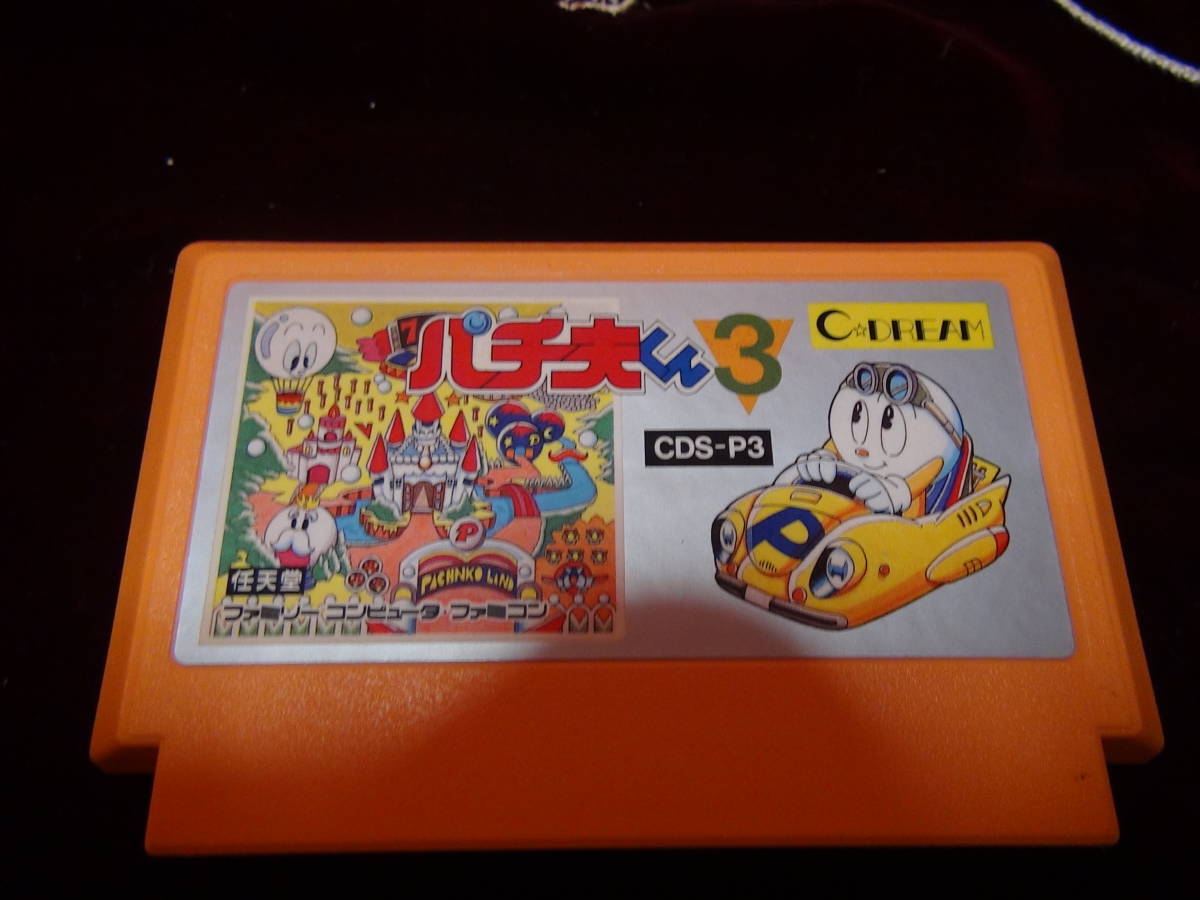 パチ夫くん3
C☆DREAM
CDS-P3
7
P
P
PACHINKO LAND
任天堂
ファミリーコンピュータ ファミコン